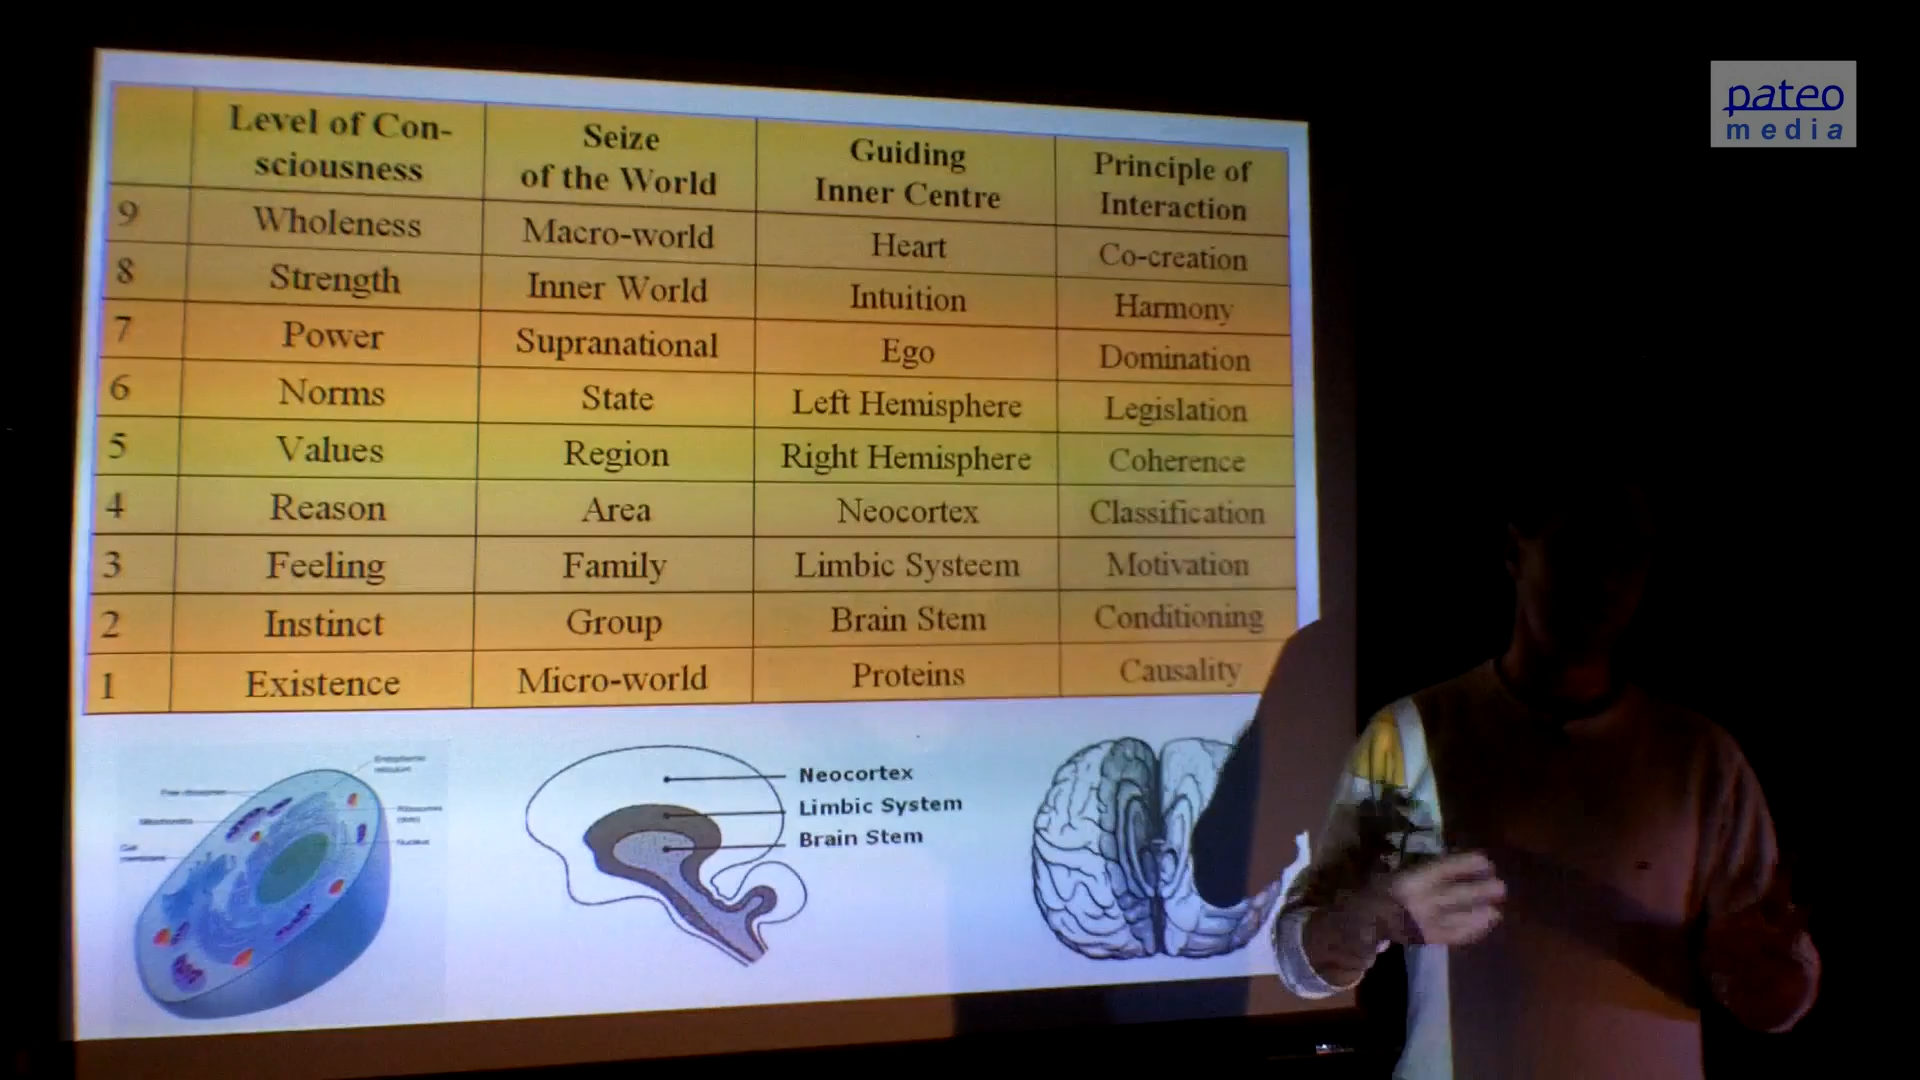 pateo
media
Level of Con-
sciousness
Seize
of the World
Guiding
Inner Centre
Principle of
Interaction
9 Wholeness Macro-world Heart Co-creation
8 Strength Inner World Intuition Harmony
7 Power Supranational Ego Domination
6 Norms State Left Hemisphere Legislation
5 Values Region Right Hemisphere Coherence
4 Reason Area Neocortex Classification
3 Feeling Family Limbic Systeem Motivation
2 Instinct Group Brain Stem Conditioning
1 Existence Micro-world Proteins Causality
Neocortex
Limbic System
Brain Stem